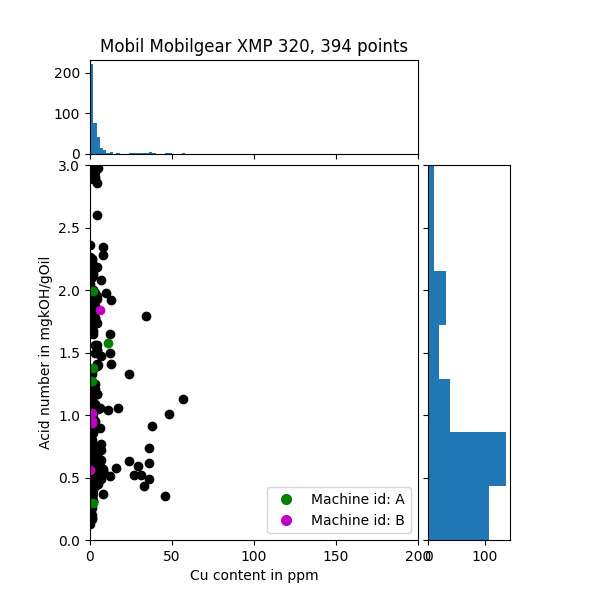 Mobil Mobilgear XMP 320, 394 points
200
100
0
3.0
2.5
2.0
1.5
1.0
0.5
0.0
Acid number in mgkOH/gOil
Machine id: A
Machine id: B
0 50 100 150 200 0 100
Cu content in ppm